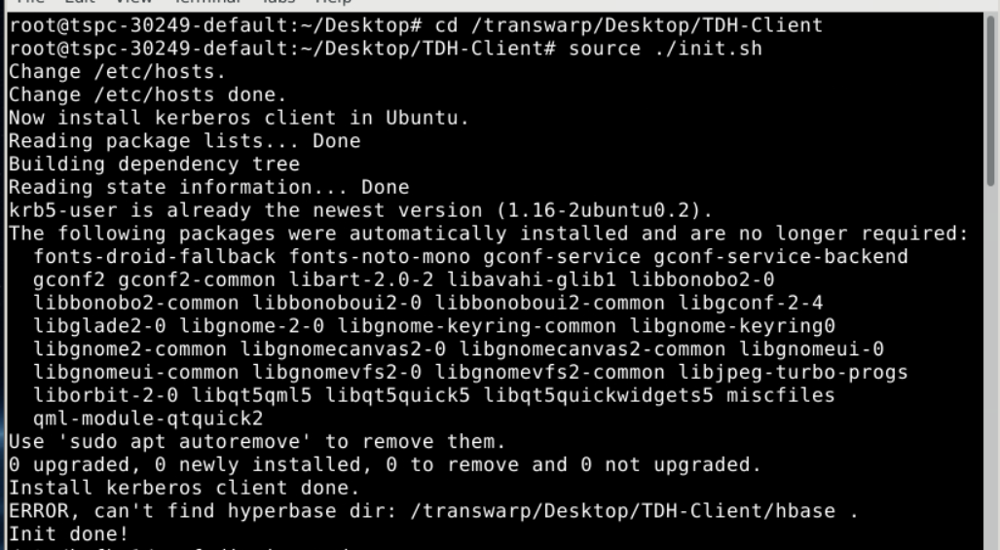 File Edit View Terminal Tabs Help
root@tspc-30249-default:~/Desktop# cd /transwarp/Desktop/TDH-Client
root@tspc-30249-default:~/Desktop/TDH-Client# source ./init.sh
Change /etc/hosts.
Change /etc/hosts done.
Now install kerberos client in Ubuntu.
Reading package lists... Done
Building dependency tree
Reading state information... Done
krb5-user is already the newest version (1.16-2ubuntu0.2).
The following packages were automatically installed and are no longer required:
  fonts-droid-fallback fonts-noto-mono gconf-service gconf-service-backend
  gconf2 gconf2-common libart-2.0-2 libavahi-glib1 libbonobo2-0
  libbonobo2-common libbonoboui2-0 libbonoboui2-common libgconf-2-4
  libglade2-0 libgnome-2-0 libgnome-keyring-common libgnome-keyring0
  libgnome2-common libgnomecanvas2-0 libgnomecanvas2-common libgnomeui-0
  libgnomeui-common libgnomevfs2-0 libgnomevfs2-common libjpeg-turbo-progs
  liborbit-2-0 libqt5qml5 libqt5quick5 libqt5quickwidgets5 miscfiles
  qml-module-qtquick2
Use 'sudo apt autoremove' to remove them.
0 upgraded, 0 newly installed, 0 to remove and 0 not upgraded.
Install kerberos client done.
ERROR, can't find hyperbase dir: /transwarp/Desktop/TDH-Client/hbase .
Init done!